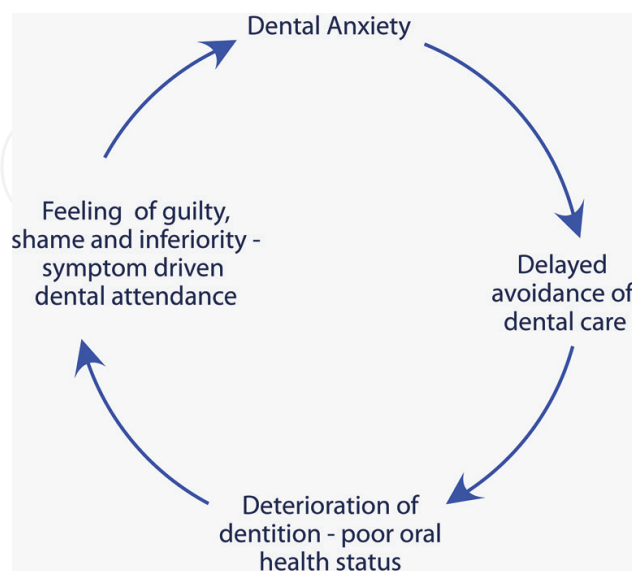 Dental Anxiety
Delayed
avoidance of
dental care
Deterioration of
dentition - poor oral
health status
Feeling of guilty,
shame and inferiority -
symptom driven
dental attendance